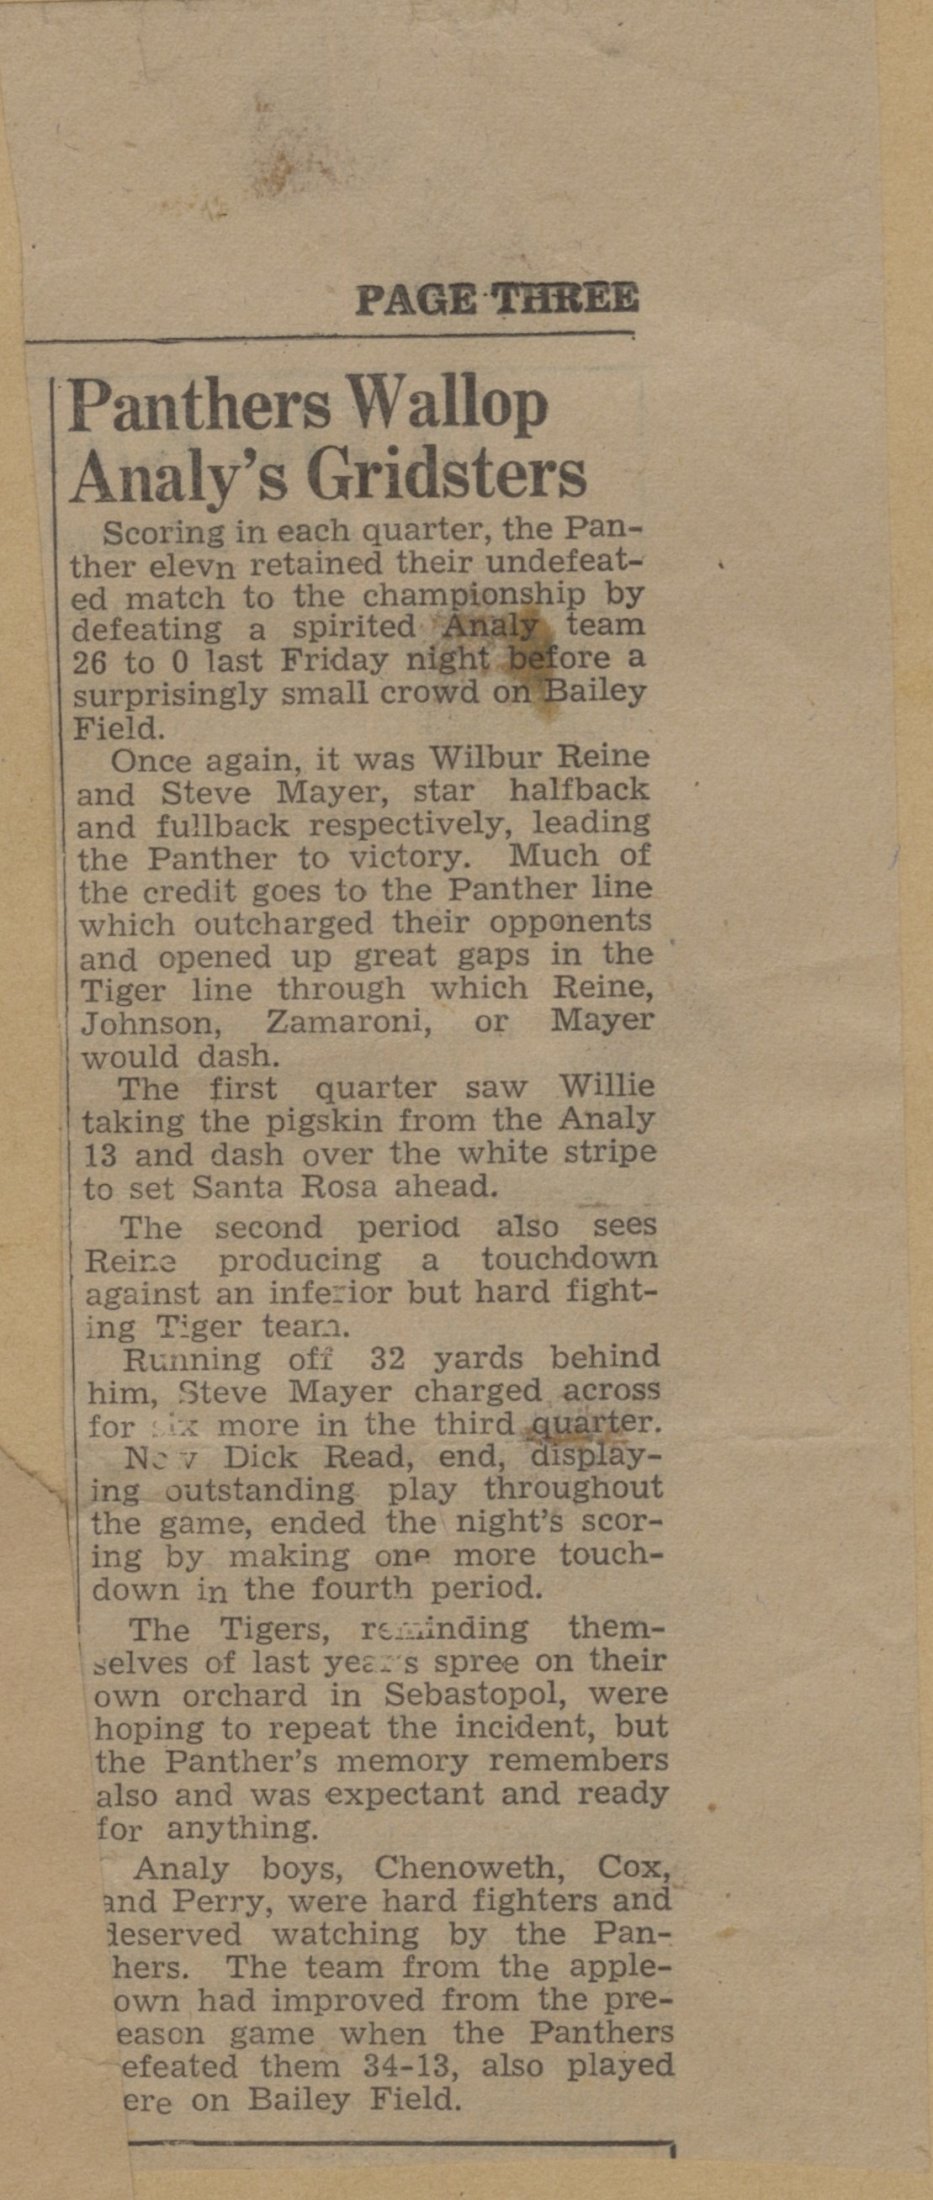 PAGE THREE
Panthers Wallop
Analy's Gridsters
Scoring in each quarter, the Pan-
ther elevn retained their undefeat-
ed match to the championship by
defeating a spirited Analy team
26 to 0 last Friday night before a
surprisingly small crowd on Bailey
Field.
Once again, it was Wilbur Reine
and Steve Mayer, star halfback
and fullback respectively, leading
the Panther to victory. Much of
the credit goes to the Panther line
which outcharged their opponents
and opened up great gaps in the
Tiger line through which Reine,
Johnson, Zamaroni, or Mayer
would dash.
The first quarter saw Willie
taking the pigskin from the Analy
13 and dash over the white stripe
to set Santa Rosa ahead.
The second period also sees
Reine producing a touchdown
against an inferior but hard fight-
ing Tiger team.
Running off 32 yards behind
him, Steve Mayer charged across
for six more in the third quarter.
Dick Read, end, display-
ing outstanding play throughout
the game, ended the night's scor-
ing by making one more touch-
down in the fourth period.
The Tigers, reminding them-
selves of last year's spree on their
own orchard in Sebastopol, were
hoping to repeat the incident, but
the Panther's memory remembers
also and was expectant and ready
for anything.
Analy boys, Chenoweth, Cox,
and Perry, were hard fighters and
deserved watching by the Pan-
hers. The team from the apple-
own had improved from the pre-
eason game when the Panthers
efeated them 34-13, also played
ere on Bailey Field.